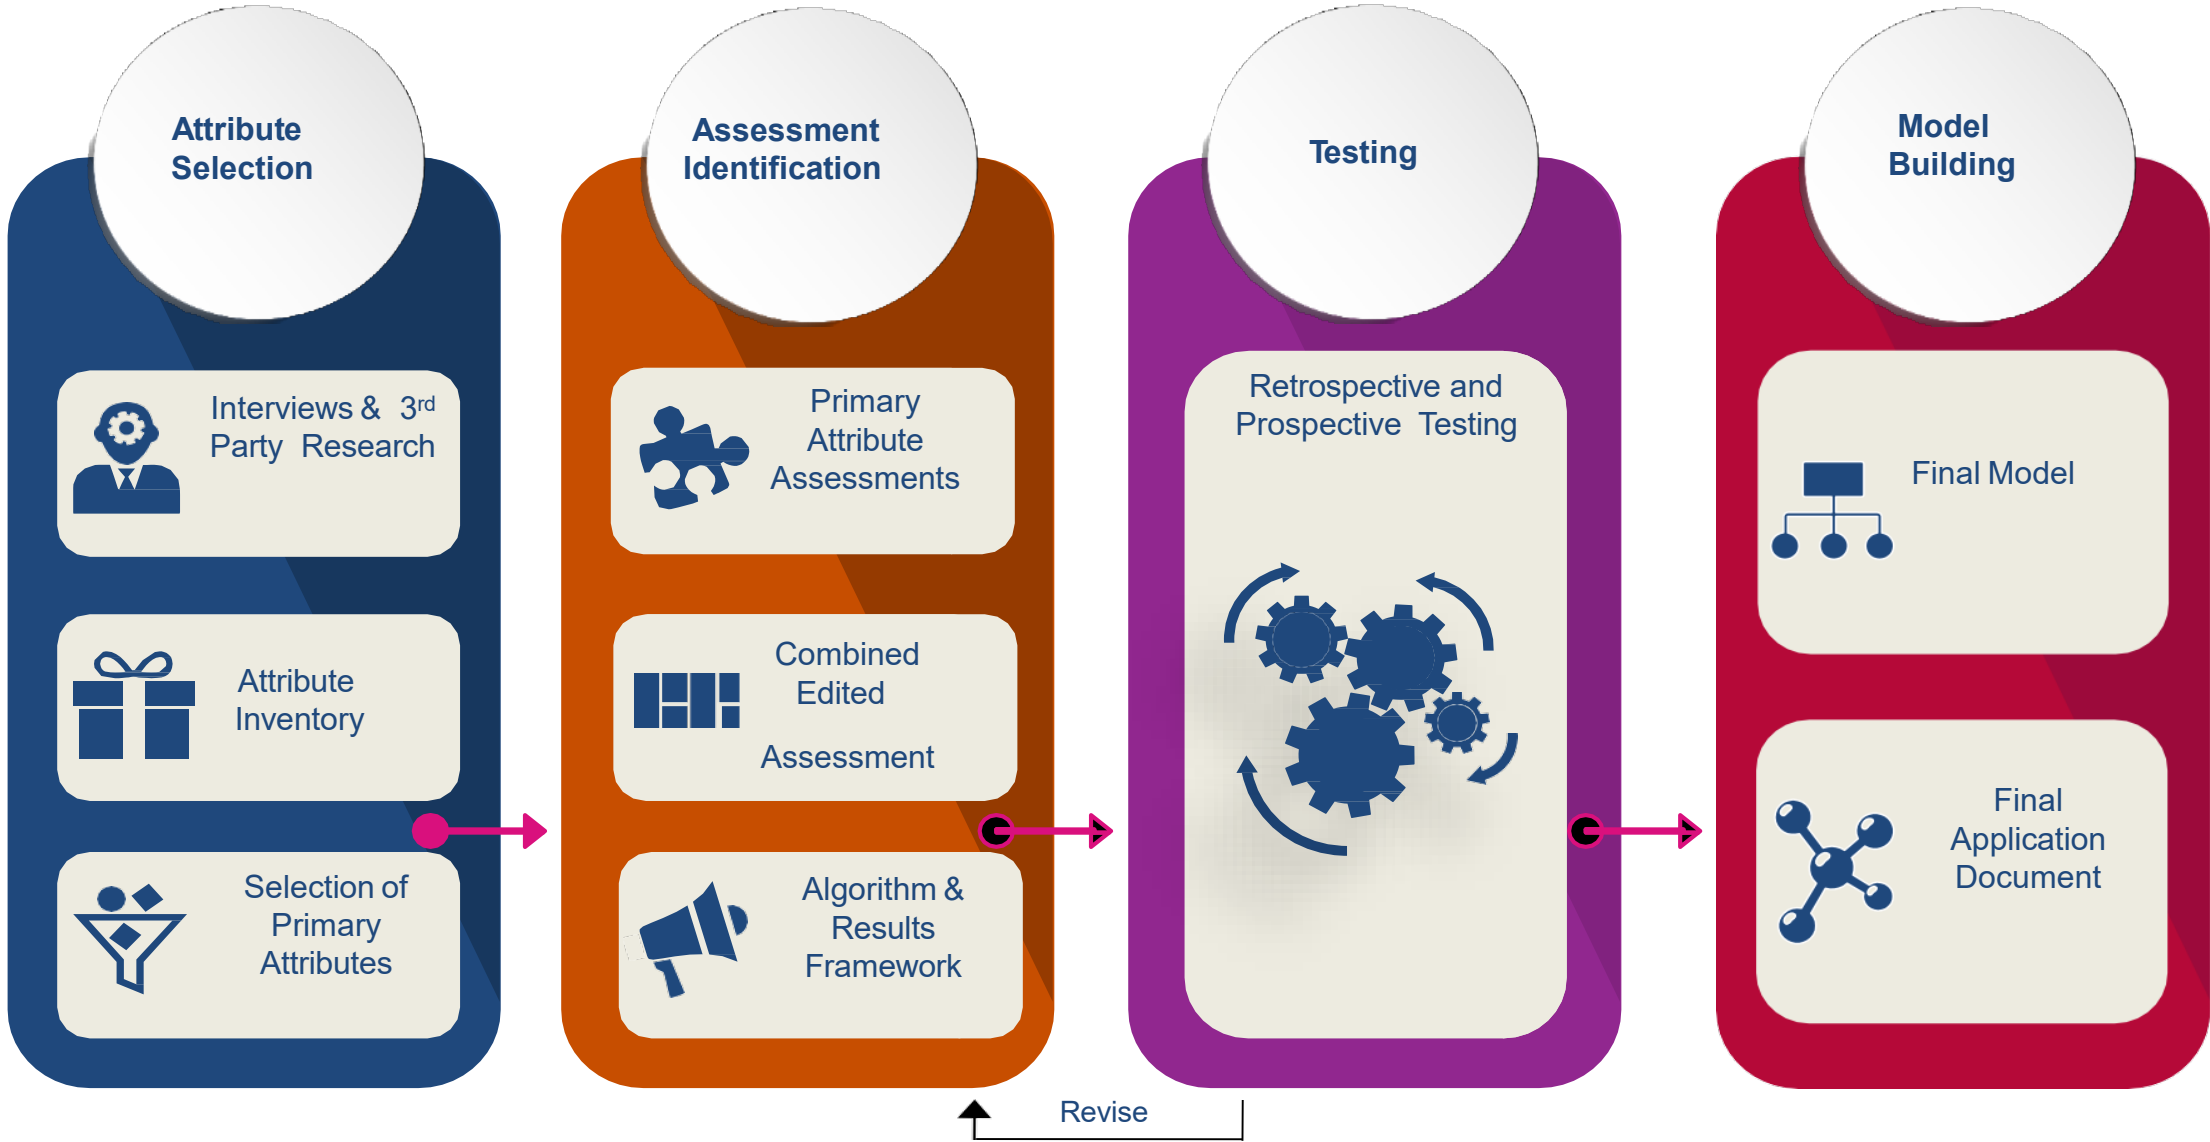 Attribute
Selection
Interviews & 3rd
Party Research
Attribute
Inventory
Selection of
Primary
Attributes
Assessment
Identification
Primary
Attribute
Assessments
Combined
Edited
Assessment
Algorithm &
Results
Framework
Testing
Retrospective and
Prospective Testing
Model
Building
Final Model
Final
Application
Document
Revise